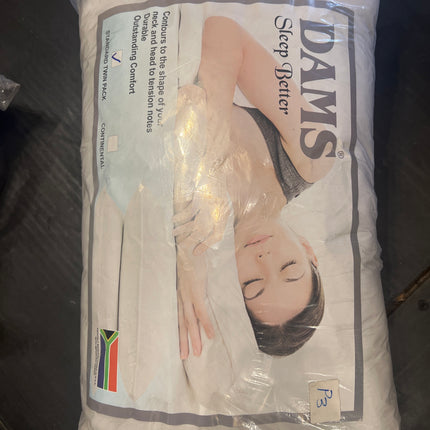 DAMS®
Sleep Better
Contours to the shape of your
neck and head to tension notes
Durable
Outstanding Comfort
STANDARD TWIN PACK
CONTINENTAL
P3